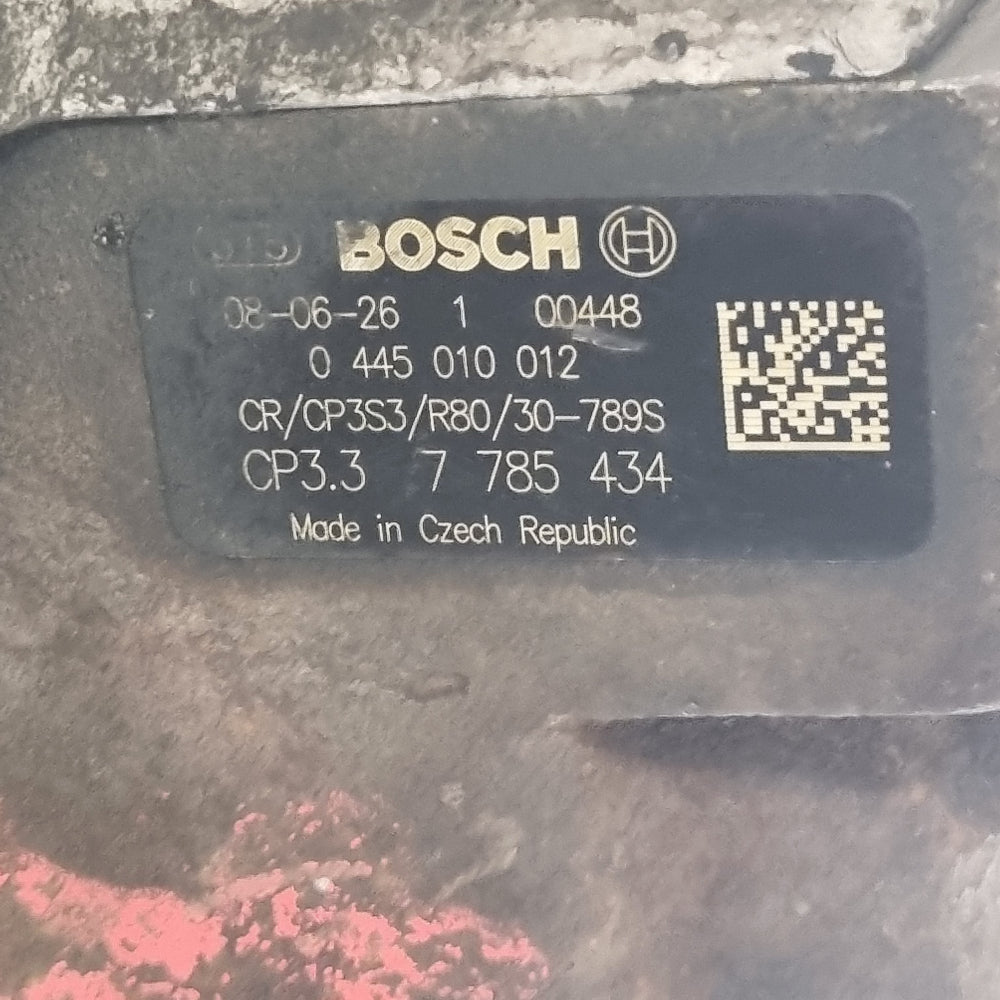 BOSCH
08-06-26 1 00448
0 445 010 012
CR/CP3S3/R80/30-789S
CP3.3 7 785 434
Made in Czech Republic